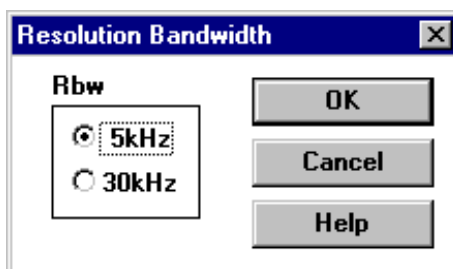 Resolution Bandwidth
Rbw
5kHz
30kHz
OK
Cancel
Help